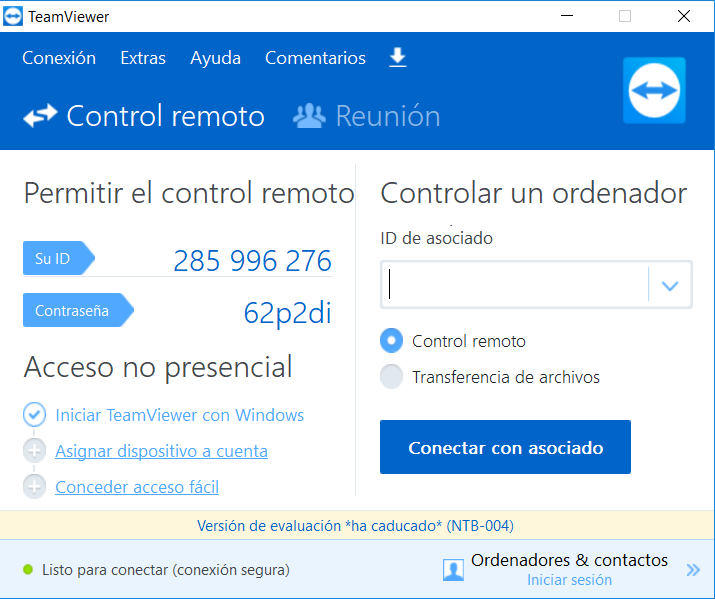 TeamViewer
Conexión Extras Ayuda Comentarios
Control remoto Reunión
Permitir el control remoto
Su ID 285 996 276
Contraseña 62p2di
Acceso no presencial
Iniciar TeamViewer con Windows
Asignar dispositivo a cuenta
Conceder acceso fácil
Controlar un ordenador
ID de asociado
Control remoto
Transferencia de archivos
Conectar con asociado
Versión de evaluación *ha caducado* (NTB-004)
Listo para conectar (conexión segura)
Ordenadores & contactos
Iniciar sesión